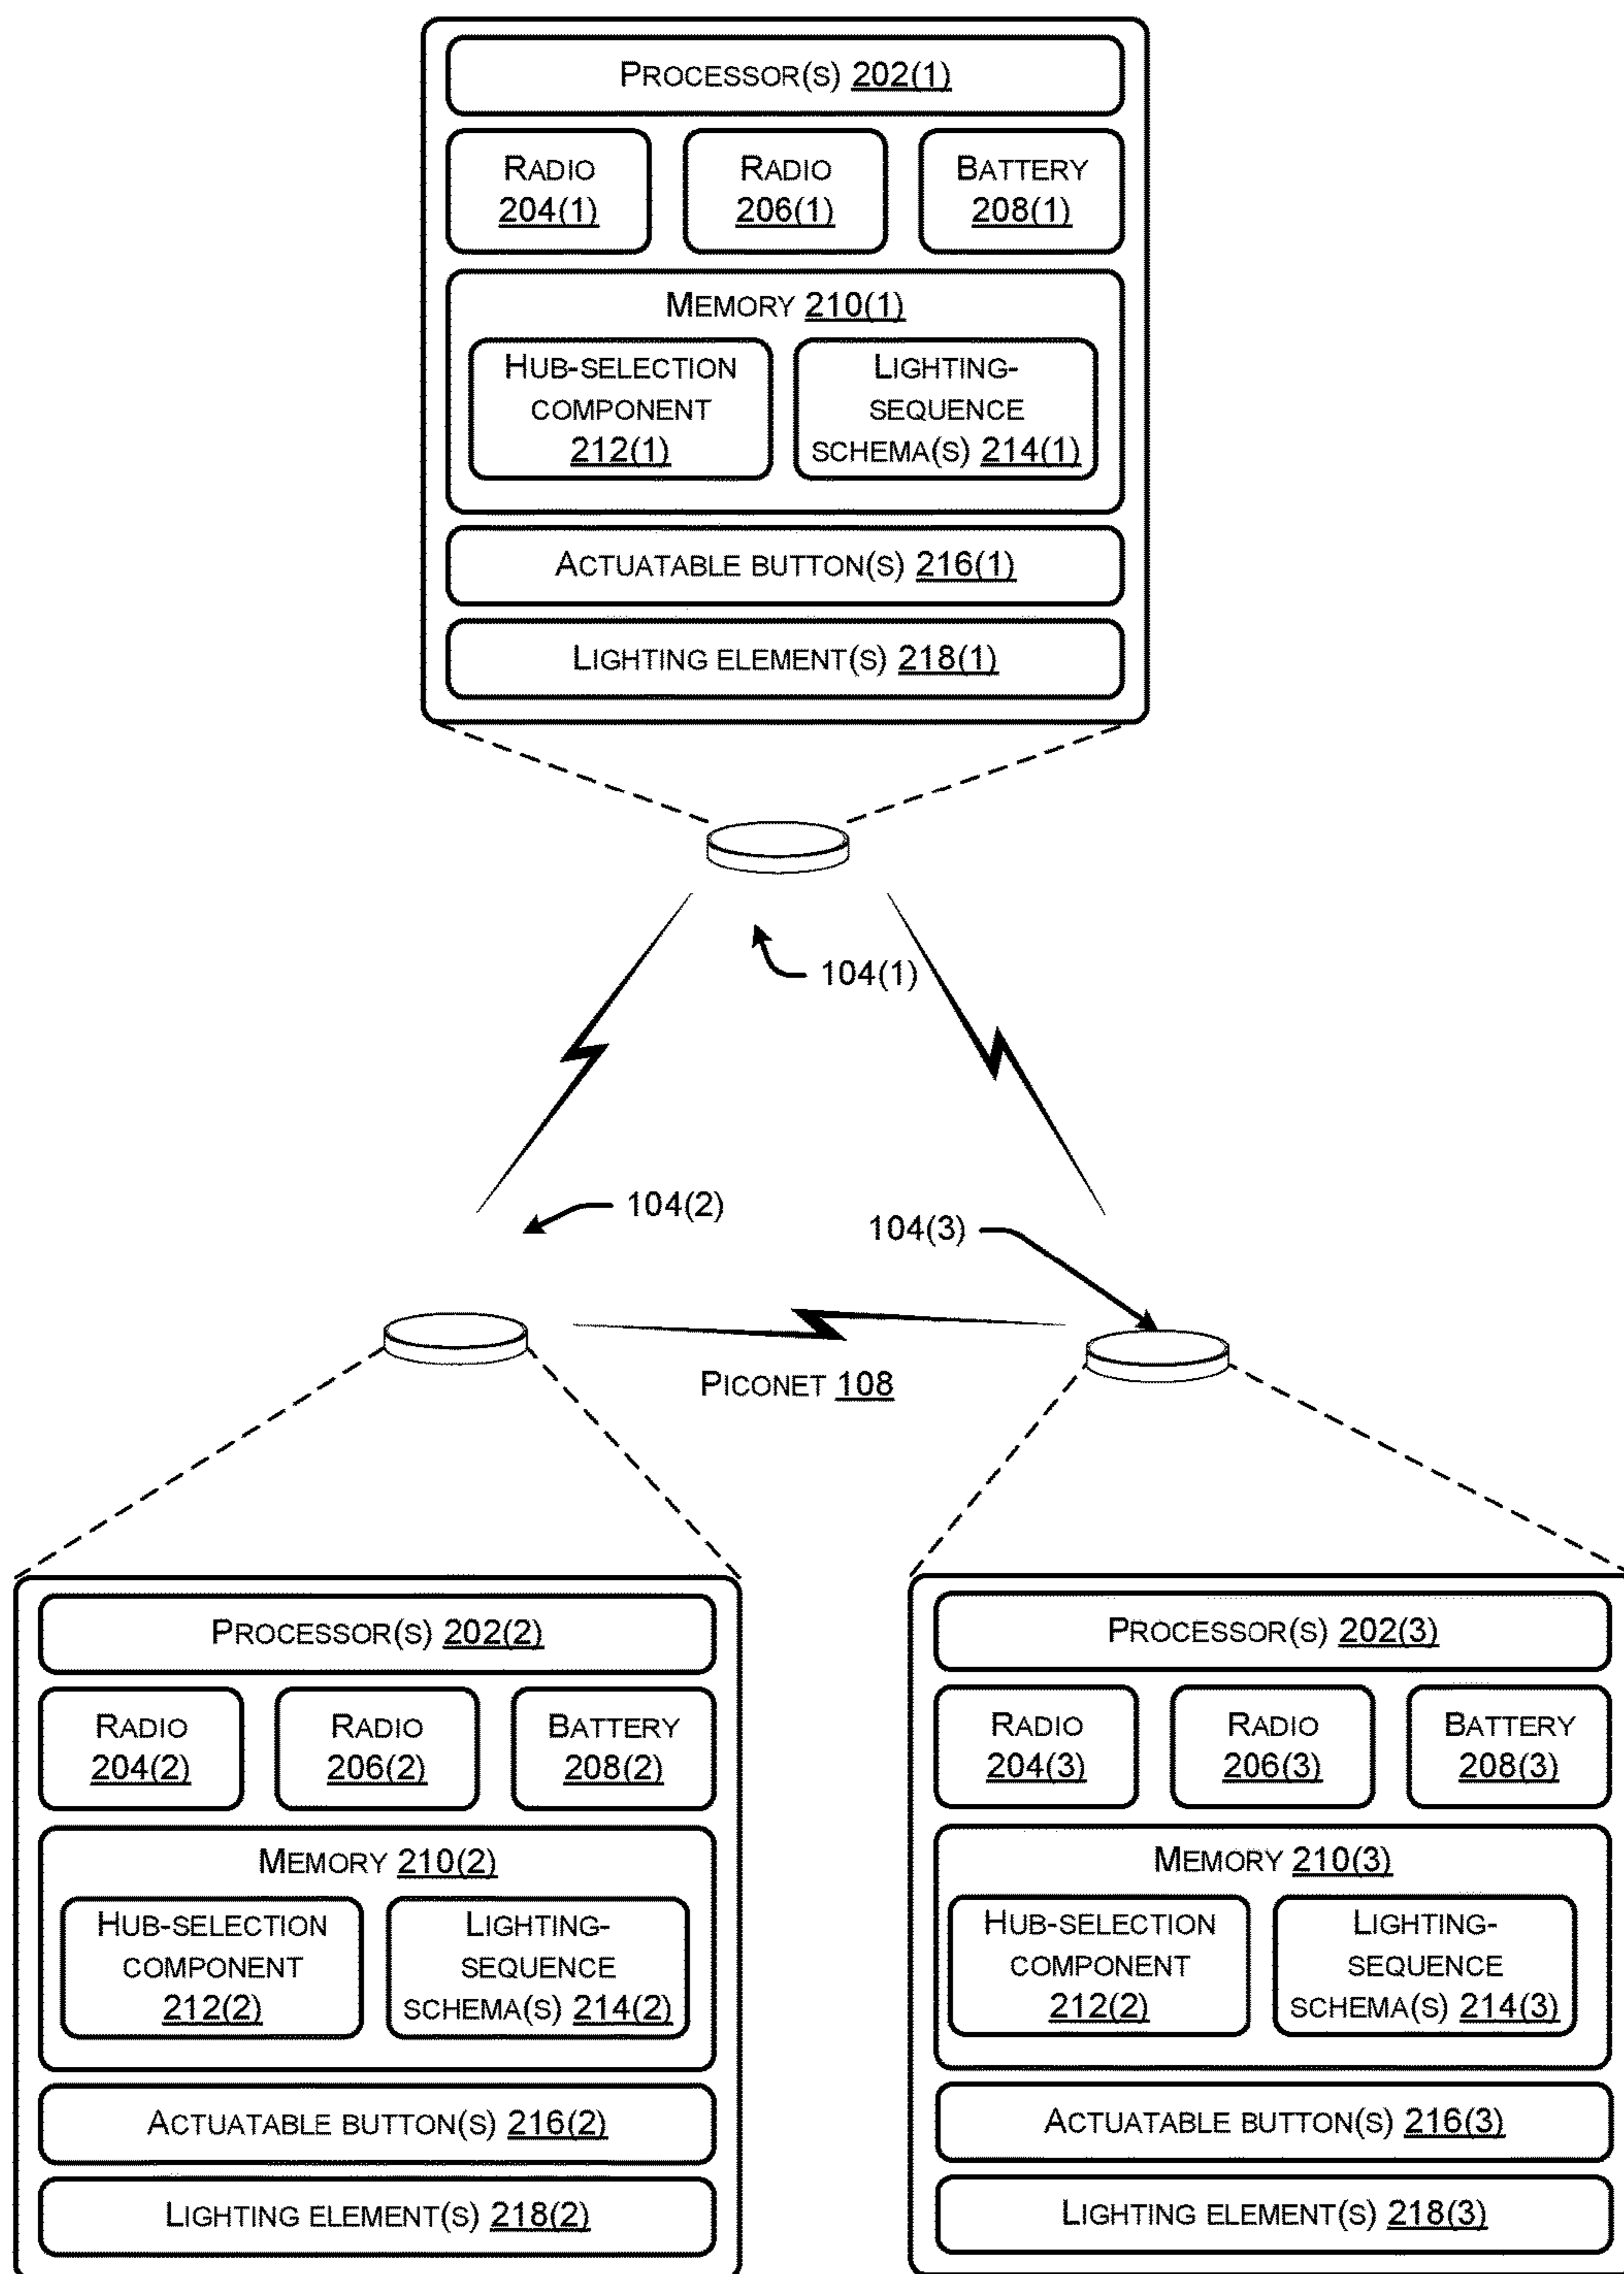 PROCESSOR(S) 202(1)
RADIO
204(1)
RADIO
206(1)
BATTERY
208(1)
MEMORY 210(1)
HUB-SELECTION
COMPONENT
212(1)
LIGHTING-
SEQUENCE
SCHEMA(S) 214(1)
ACTUATABLE BUTTON(S) 216(1)
LIGHTING ELEMENT(S) 218(1)
104(1)
104(2)
104(3)
PICONET 108
PROCESSOR(S) 202(2)
RADIO
204(2)
RADIO
206(2)
BATTERY
208(2)
MEMORY 210(2)
HUB-SELECTION
COMPONENT
212(2)
LIGHTING-
SEQUENCE
SCHEMA(S) 214(2)
ACTUATABLE BUTTON(S) 216(2)
LIGHTING ELEMENT(S) 218(2)
PROCESSOR(S) 202(3)
RADIO
204(3)
RADIO
206(3)
BATTERY
208(3)
MEMORY 210(3)
HUB-SELECTION
COMPONENT
212(2)
LIGHTING-
SEQUENCE
SCHEMA(S) 214(3)
ACTUATABLE BUTTON(S) 216(3)
LIGHTING ELEMENT(S) 218(3)